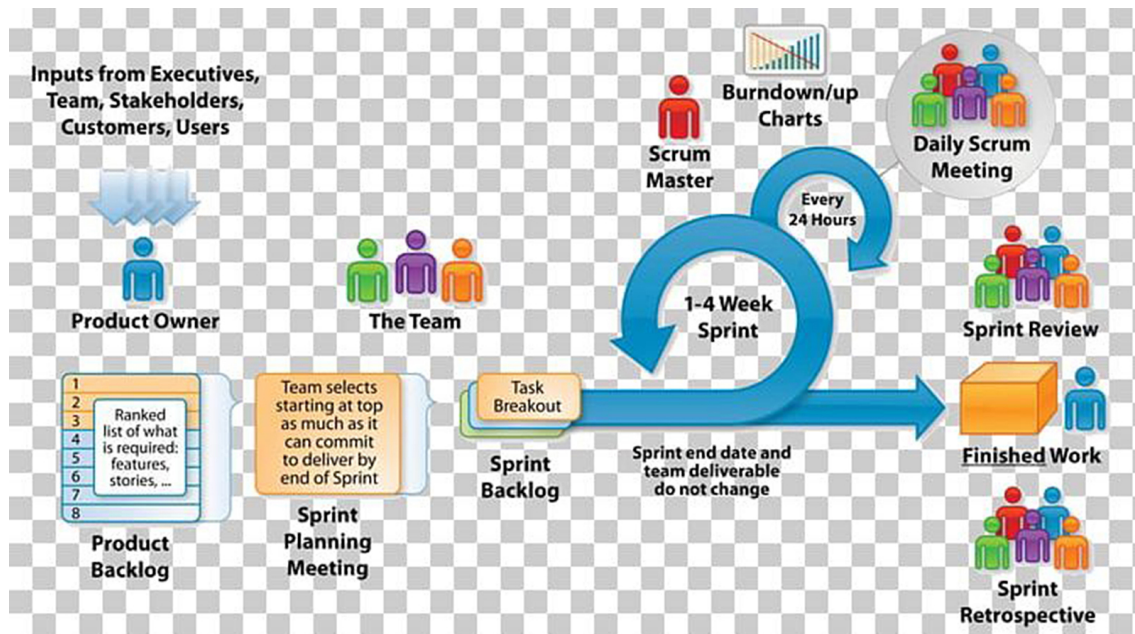 Inputs from Executives,
Team, Stakeholders,
Customers, Users
Product Owner
The Team
Scrum
Master
Burndown/up
Charts
Daily Scrum
Meeting
Every
24 Hours
1-4 Week
Sprint
Sprint Review
1
2
3
4
5
6
7
8
Ranked
list of what
is required:
features,
stories, ...
Product
Backlog
Team selects
starting at top
as much as it
can commit
to deliver by
end of Sprint
Sprint
Planning
Meeting
Task
Breakout
Sprint
Backlog
Sprint end date and
team deliverable
do not change
Finished Work
Sprint
Retrospective